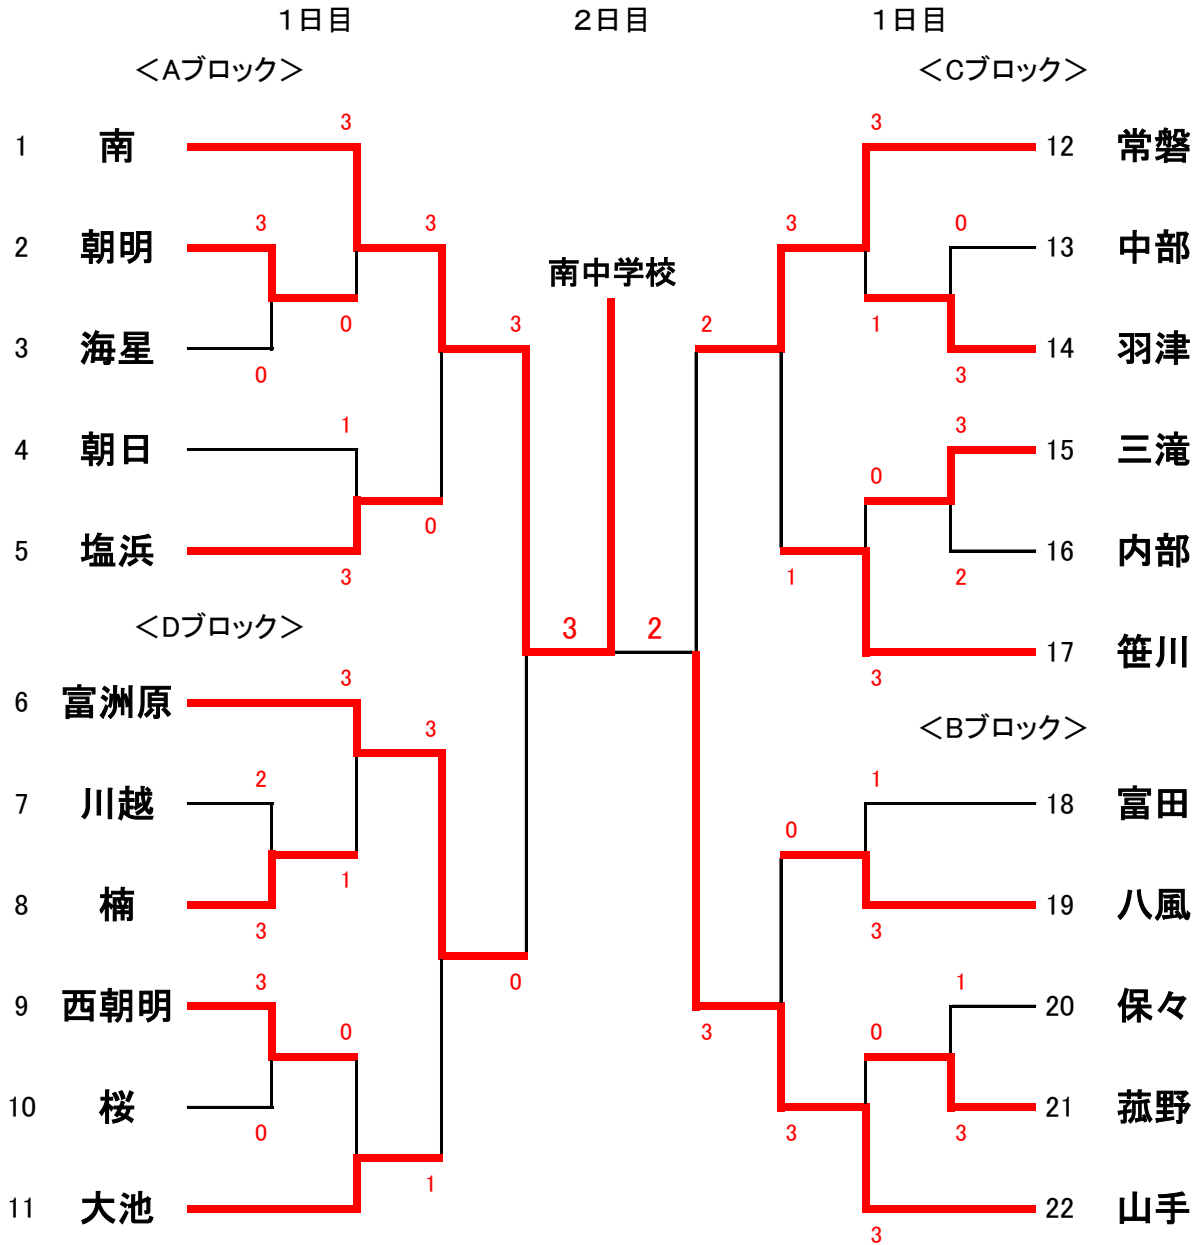 １日目 ２日目 １日目
＜Aブロック＞ ＜Cブロック＞
3 3
1 南 12 常磐
3 3 3 0
2 朝明 13 中部
南中学校
0 3 2 1
3 海星 14 羽津
0 3
1 3
4 朝日 15 三滝
0
0
5 塩浜 16 内部
3 1 2
＜Dブロック＞ 3 2
17 笹川
3 3
6 富洲原
3 ＜Bブロック＞
2 1
7 川越 18 富田
0
1
8 楠 19 八風
3 3
3 0 1
9 西朝明 20 保々
0 3 0
10 桜 21 菰野
0 3 3
1
11 大池 22 山手
3